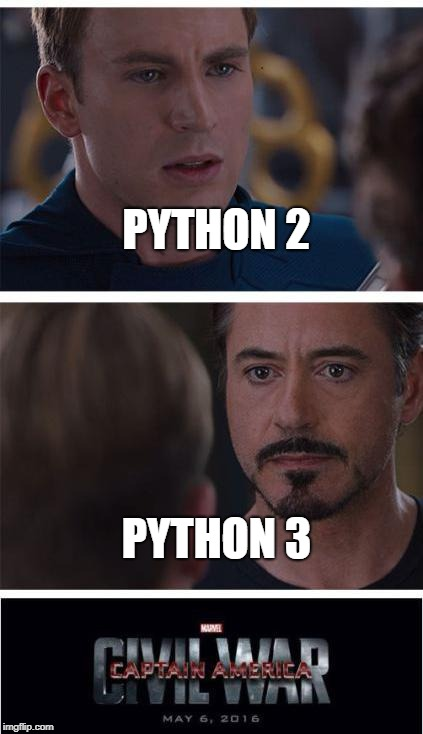 PYTHON 2
PYTHON 3
MARVEL
CIVIL WAR
CAPTAIN AMERICA
MAY 6, 2016
imgflip.com